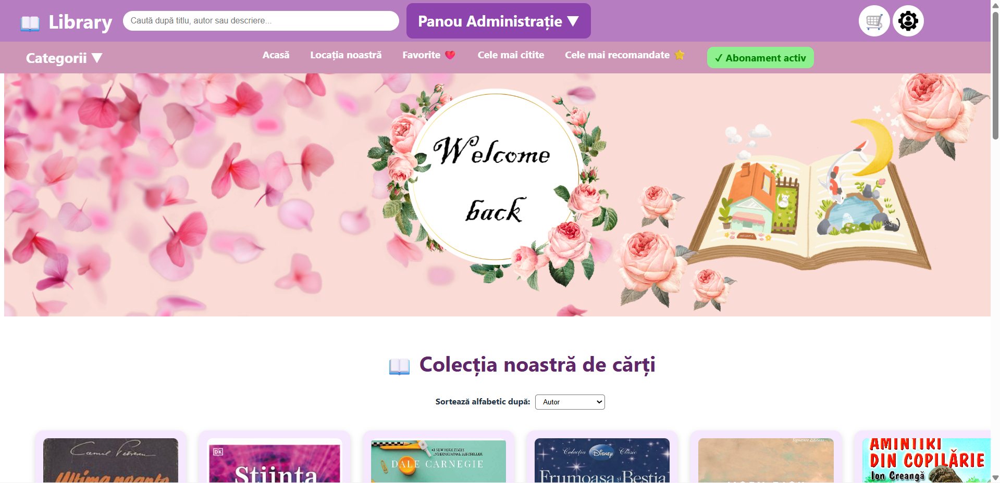 Library
Caută după titlu, autor sau descriere...
Panou Administrație ▼
Categorii ▼
Acasă
Locația noastră
Favorite
Cele mai citite
Cele mai recomandate
✓ Abonament activ
Welcome
back
WELCOME
Colecția noastră de cărți
Sortează alfabetic după:
Autor
Camil Petrescu
Ultima noapte
DK
Știința
#1 NEW YORK TIMES
INTERNATIONAL BESTSELLER
DALE CARNEGIE
Colecția Disney Clasic
Frumoasa și Bestia
Signature Editions
AMINTIRI
DIN COPILĂRIE
Ion Creangă